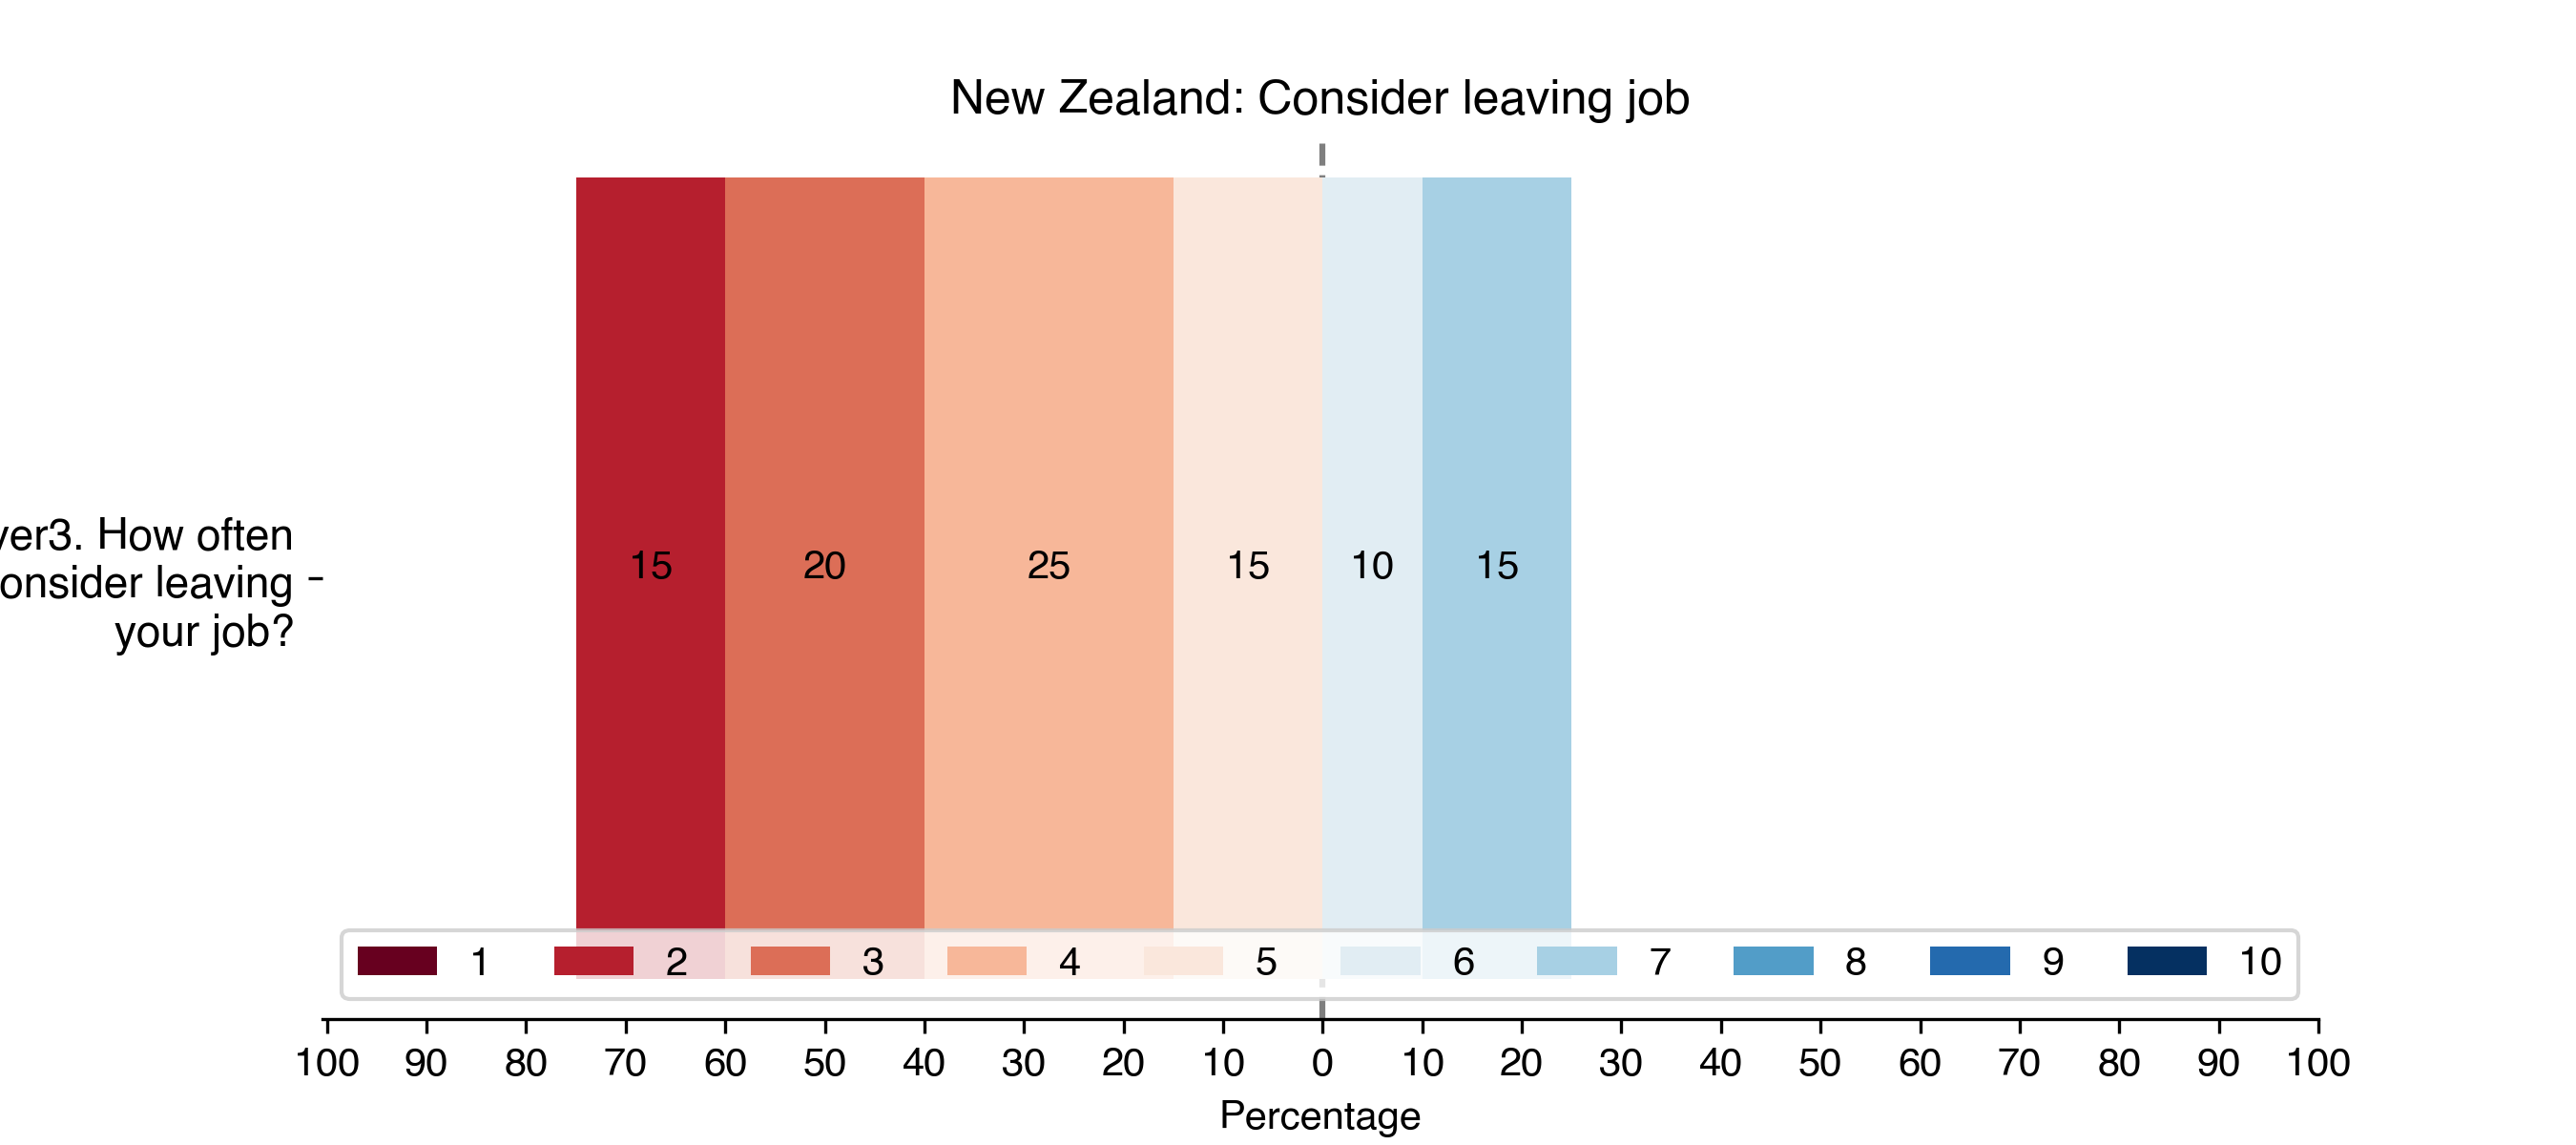 New Zealand: Consider leaving job
How often
leaving
your job?
15 20 25 15 10 15
1 2 3 4 5 6 7 8 9 10
100 90 80 70 60 50 40 30 20 10 0 10 20 30 40 50 60 70 80 90 100
Percentage